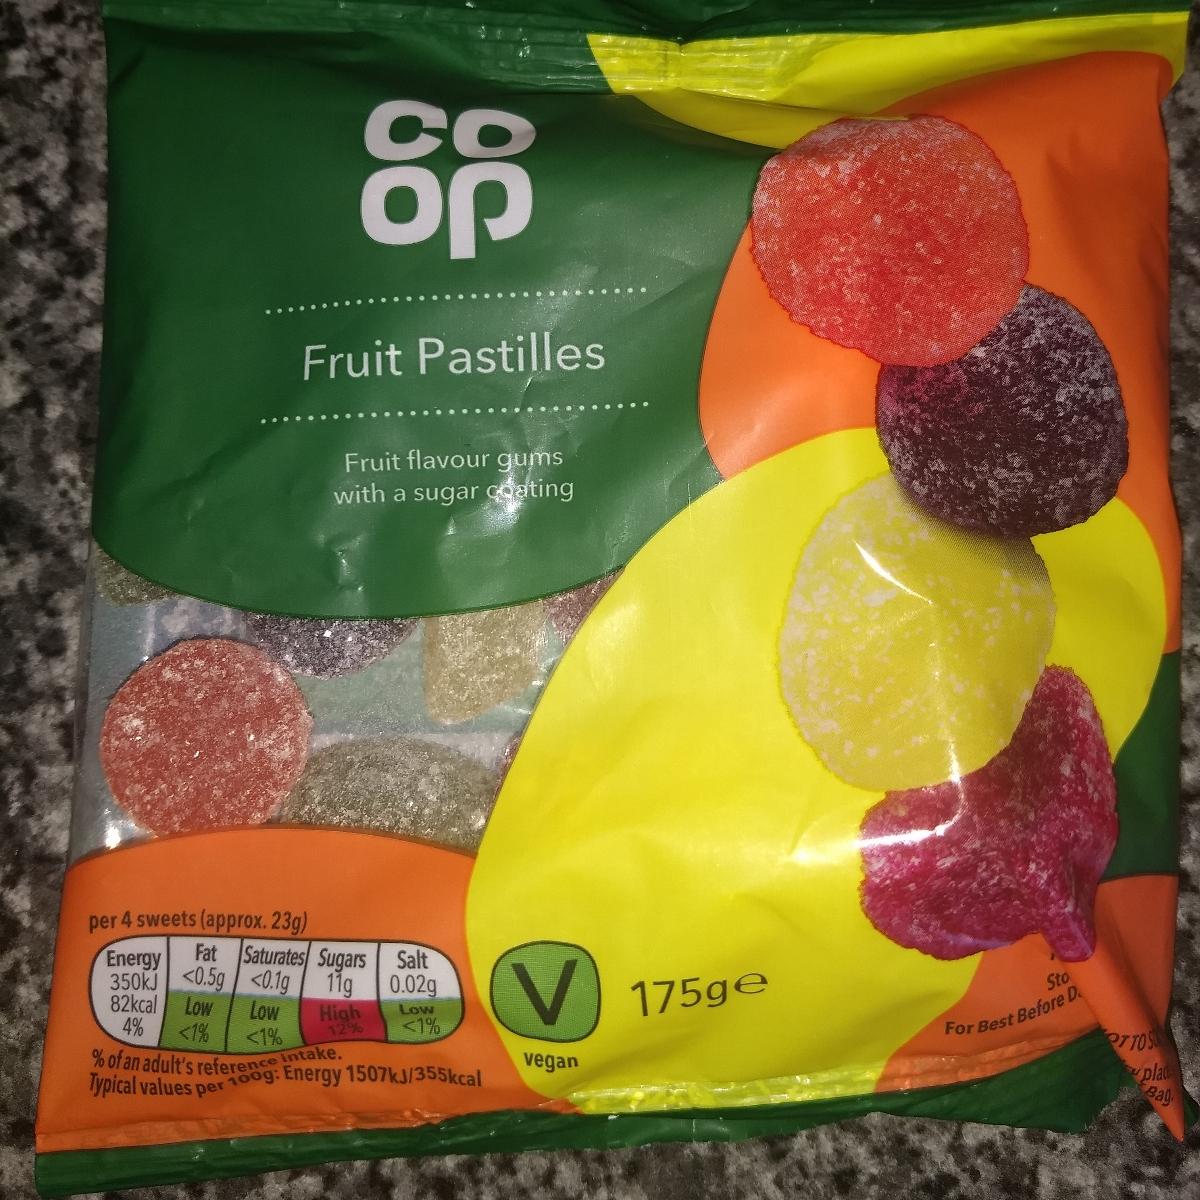 co
op
Fruit Pastilles
Fruit flavour gums
with a sugar coating
per 4 sweets (approx. 23g)
Energy Fat Saturates Sugars Salt
350kJ <0.5g <0.1g 11g 0.02g
82kcal Low Low High Low
4% <1% <1% 12% <1%
% of an adult's reference intake.
Typical values per 100g: Energy 1507kJ/355kcal
V
vegan
175g e
For Best Before
Bag.